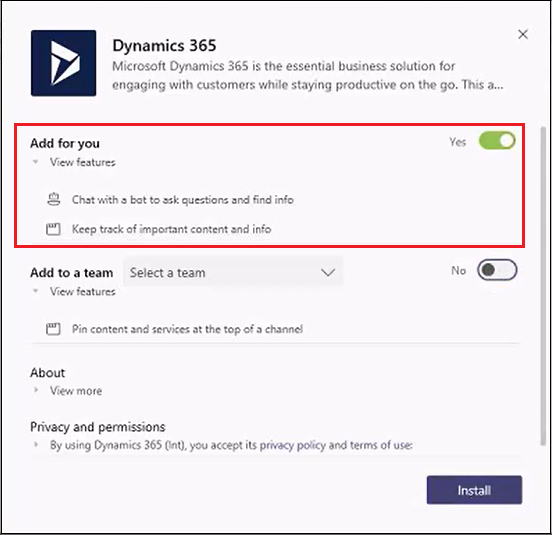 Dynamics 365
Microsoft Dynamics 365 is the essential business solution for
engaging with customers while staying productive on the go. This a...
Add for you
Yes
View features
Chat with a bot to ask questions and find info
Keep track of important content and info
Add to a team
Select a team
No
View features
Pin content and services at the top of a channel
About
View more
Privacy and permissions
By using Dynamics 365 (Int), you accept its privacy policy and terms of use:
Install